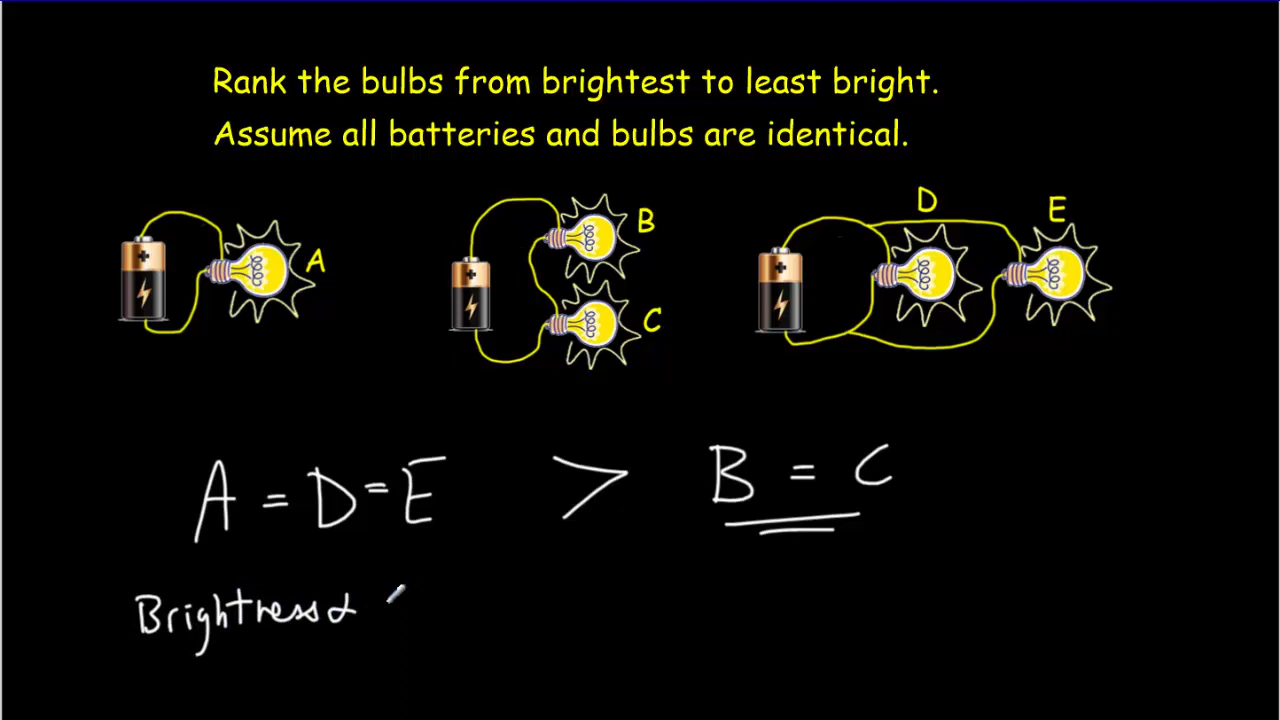 Rank the bulbs from brightest to least bright.
Assume all batteries and bulbs are identical.
A
B
C
D
E
A = D = E > B = C
Brightness ∝